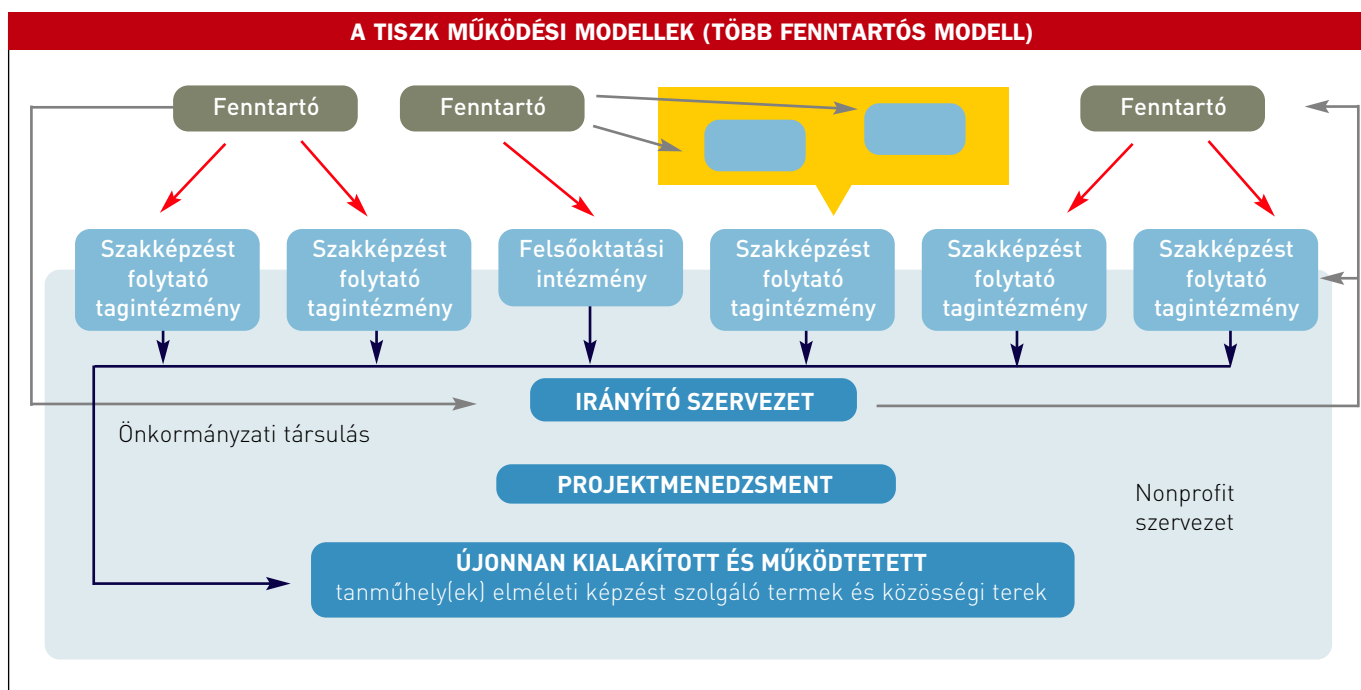 A TISZK MŰKÖDÉSI MODELLEK (TÖBB FENNTARTÓS MODELL)
Fenntartó
Fenntartó
Fenntartó
Szakképzést
folytató
tagintézmény
Szakképzést
folytató
tagintézmény
Felsőoktatási
intézmény
Szakképzést
folytató
tagintézmény
Szakképzést
folytató
tagintézmény
Szakképzést
folytató
tagintézmény
IRÁNYÍTÓ SZERVEZET
Önkormányzati társulás
PROJEKTMENEDZSMENT
Nonprofit
szervezet
ÚJONNAN KIALAKÍTOTT ÉS MŰKÖDTETETT
tanműhely(ek) elméleti képzést szolgáló termek és közösségi terek